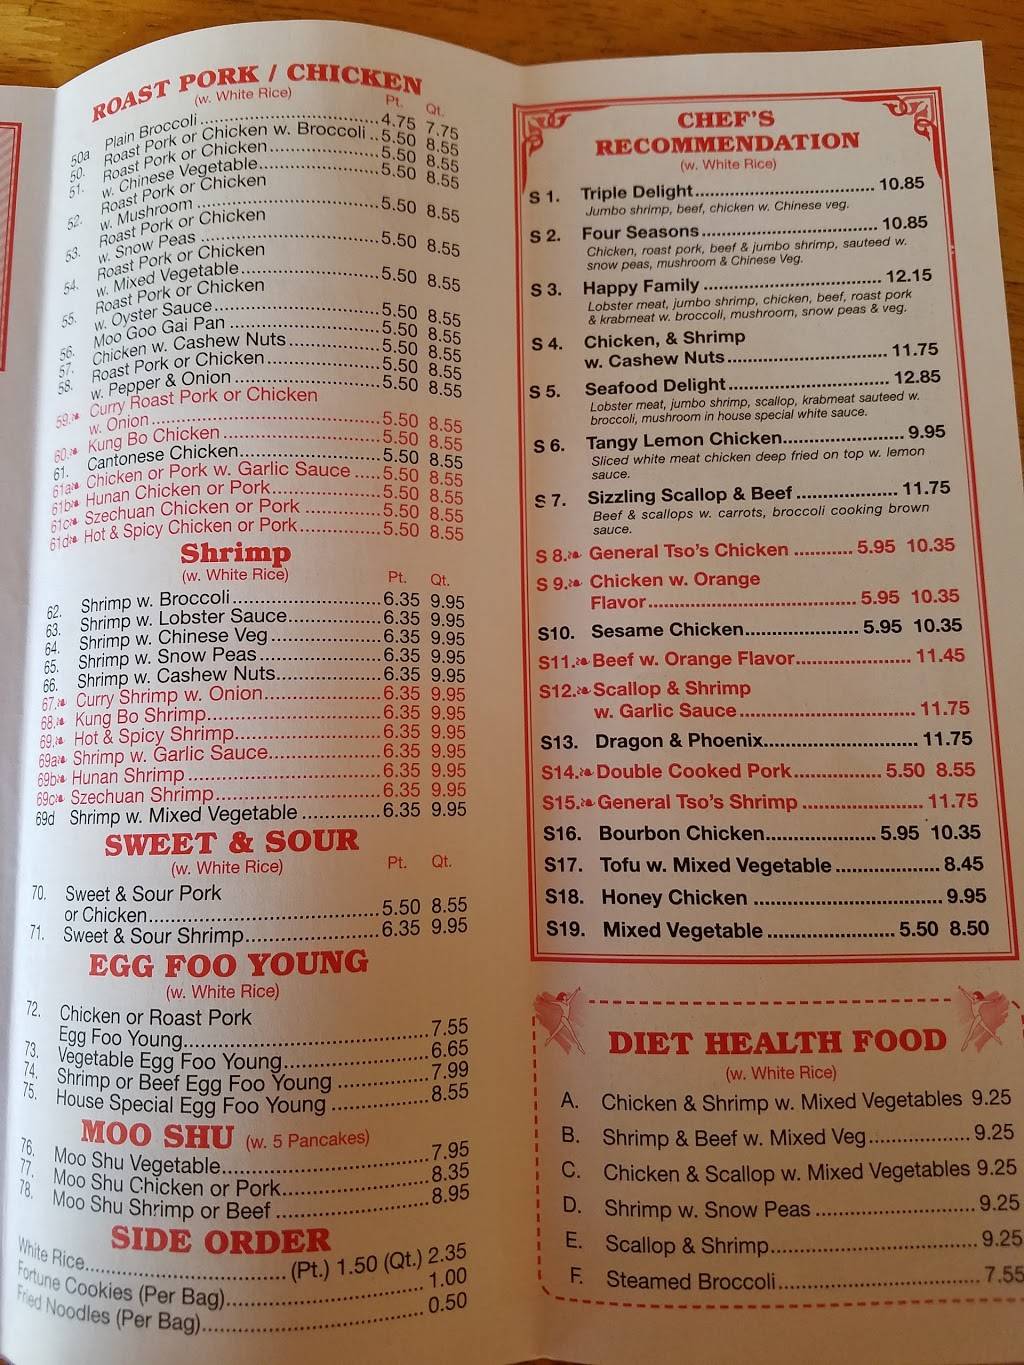 ROAST PORK / CHICKEN
(w. White Rice)
Pt. Qt.
50a Plain Broccoli 4.75 7.75
50. Roast Pork or Chicken w. Broccoli 5.50 8.55
51. Roast Pork or Chicken
w. Chinese Vegetable 5.50 8.55
52. Roast Pork or Chicken
w. Mushroom 5.50 8.55
53. Roast Pork or Chicken
w. Snow Peas 5.50 8.55
54. Roast Pork or Chicken
w. Mixed Vegetable 5.50 8.55
55. Roast Pork or Chicken
w. Oyster Sauce 5.50 8.55
56. Moo Goo Gai Pan 5.50 8.55
57. Chicken w. Cashew Nuts 5.50 8.55
58. Roast Pork or Chicken
w. Pepper & Onion 5.50 8.55
59. Curry Roast Pork or Chicken
w. Onion 5.50 8.55
60. Kung Bo Chicken 5.50 8.55
61. Cantonese Chicken 5.50 8.55
61a Chicken or Pork w. Garlic Sauce 5.50 8.55
61b Hunan Chicken or Pork 5.50 8.55
61c Szechuan Chicken or Pork 5.50 8.55
61d Hot & Spicy Chicken or Pork 5.50 8.55
Shrimp
(w. White Rice) Pt. Qt.
62. Shrimp w. Broccoli 6.35 9.95
63. Shrimp w. Lobster Sauce 6.35 9.95
64. Shrimp w. Chinese Veg 6.35 9.95
65. Shrimp w. Snow Peas 6.35 9.95
66. Shrimp w. Cashew Nuts 6.35 9.95
67. Curry Shrimp w. Onion 6.35 9.95
68. Kung Bo Shrimp 6.35 9.95
69. Hot & Spicy Shrimp 6.35 9.95
69a Shrimp w. Garlic Sauce 6.35 9.95
69b Hunan Shrimp 6.35 9.95
69c Szechuan Shrimp 6.35 9.95
69d Shrimp w. Mixed Vegetable 6.35 9.95
SWEET & SOUR
(w. White Rice) Pt. Qt.
70. Sweet & Sour Pork
or Chicken 5.50 8.55
71. Sweet & Sour Shrimp 6.35 9.95
EGG FOO YOUNG
(w. White Rice)
72. Chicken or Roast Pork
Egg Foo Young 7.55
73. Vegetable Egg Foo Young 6.65
74. Shrimp or Beef Egg Foo Young 7.99
75. House Special Egg Foo Young 8.55
MOO SHU (w. 5 Pancakes)
76. Moo Shu Vegetable 7.95
77. Moo Shu Chicken or Pork 8.35
78. Moo Shu Shrimp or Beef 8.95
SIDE ORDER
White Rice (Pt.) 1.50 (Qt.) 2.35
Fortune Cookies (Per Bag) 1.00
Fried Noodles (Per Bag) 0.50
CHEF'S
RECOMMENDATION
(w. White Rice)
S 1. Triple Delight 10.85
Jumbo shrimp, beef, chicken w. Chinese veg.
S 2. Four Seasons 10.85
Chicken, roast pork, beef & jumbo shrimp, sauteed w.
snow peas, mushroom & Chinese Veg.
S 3. Happy Family 12.15
Lobster meat, jumbo shrimp, chicken, beef, roast pork
& krabmeat w. broccoli, mushroom, snow peas & veg.
S 4. Chicken, & Shrimp
w. Cashew Nuts 11.75
S 5. Seafood Delight 12.85
Lobster meat, jumbo shrimp, scallop, krabmeat sauteed w.
broccoli, mushroom in house special white sauce.
S 6. Tangy Lemon Chicken 9.95
Sliced white meat chicken deep fried on top w. lemon
sauce.
S 7. Sizzling Scallop & Beef 11.75
Beef & scallops w. carrots, broccoli cooking brown
sauce.
S 8. General Tso's Chicken 5.95 10.35
S 9. Chicken w. Orange
Flavor 5.95 10.35
S10. Sesame Chicken 5.95 10.35
S11. Beef w. Orange Flavor 11.45
S12. Scallop & Shrimp
w. Garlic Sauce 11.75
S13. Dragon & Phoenix 11.75
S14. Double Cooked Pork 5.50 8.55
S15. General Tso's Shrimp 11.75
S16. Bourbon Chicken 5.95 10.35
S17. Tofu w. Mixed Vegetable 8.45
S18. Honey Chicken 9.95
S19. Mixed Vegetable 5.50 8.50
DIET HEALTH FOOD
(w. White Rice)
A. Chicken & Shrimp w. Mixed Vegetables 9.25
B. Shrimp & Beef w. Mixed Veg 9.25
C. Chicken & Scallop w. Mixed Vegetables 9.25
D. Shrimp w. Snow Peas 9.25
E. Scallop & Shrimp 9.25
F. Steamed Broccoli 7.55